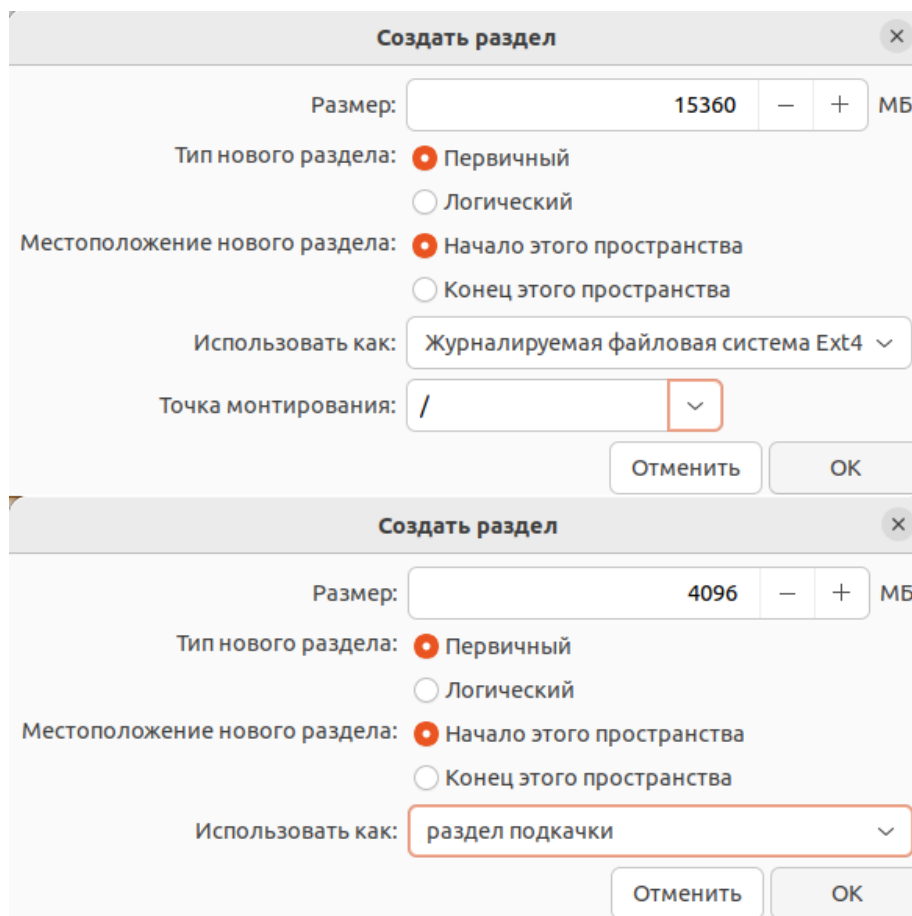 Создать раздел
Размер: 15360 МБ
Тип нового раздела: Первичный
Логический
Местоположение нового раздела: Начало этого пространства
Конец этого пространства
Использовать как: Журналируемая файловая система Ext4
Точка монтирования: /
Отменить ОК
Создать раздел
Размер: 4096 МБ
Тип нового раздела: Первичный
Логический
Местоположение нового раздела: Начало этого пространства
Конец этого пространства
Использовать как: раздел подкачки
Отменить ОК